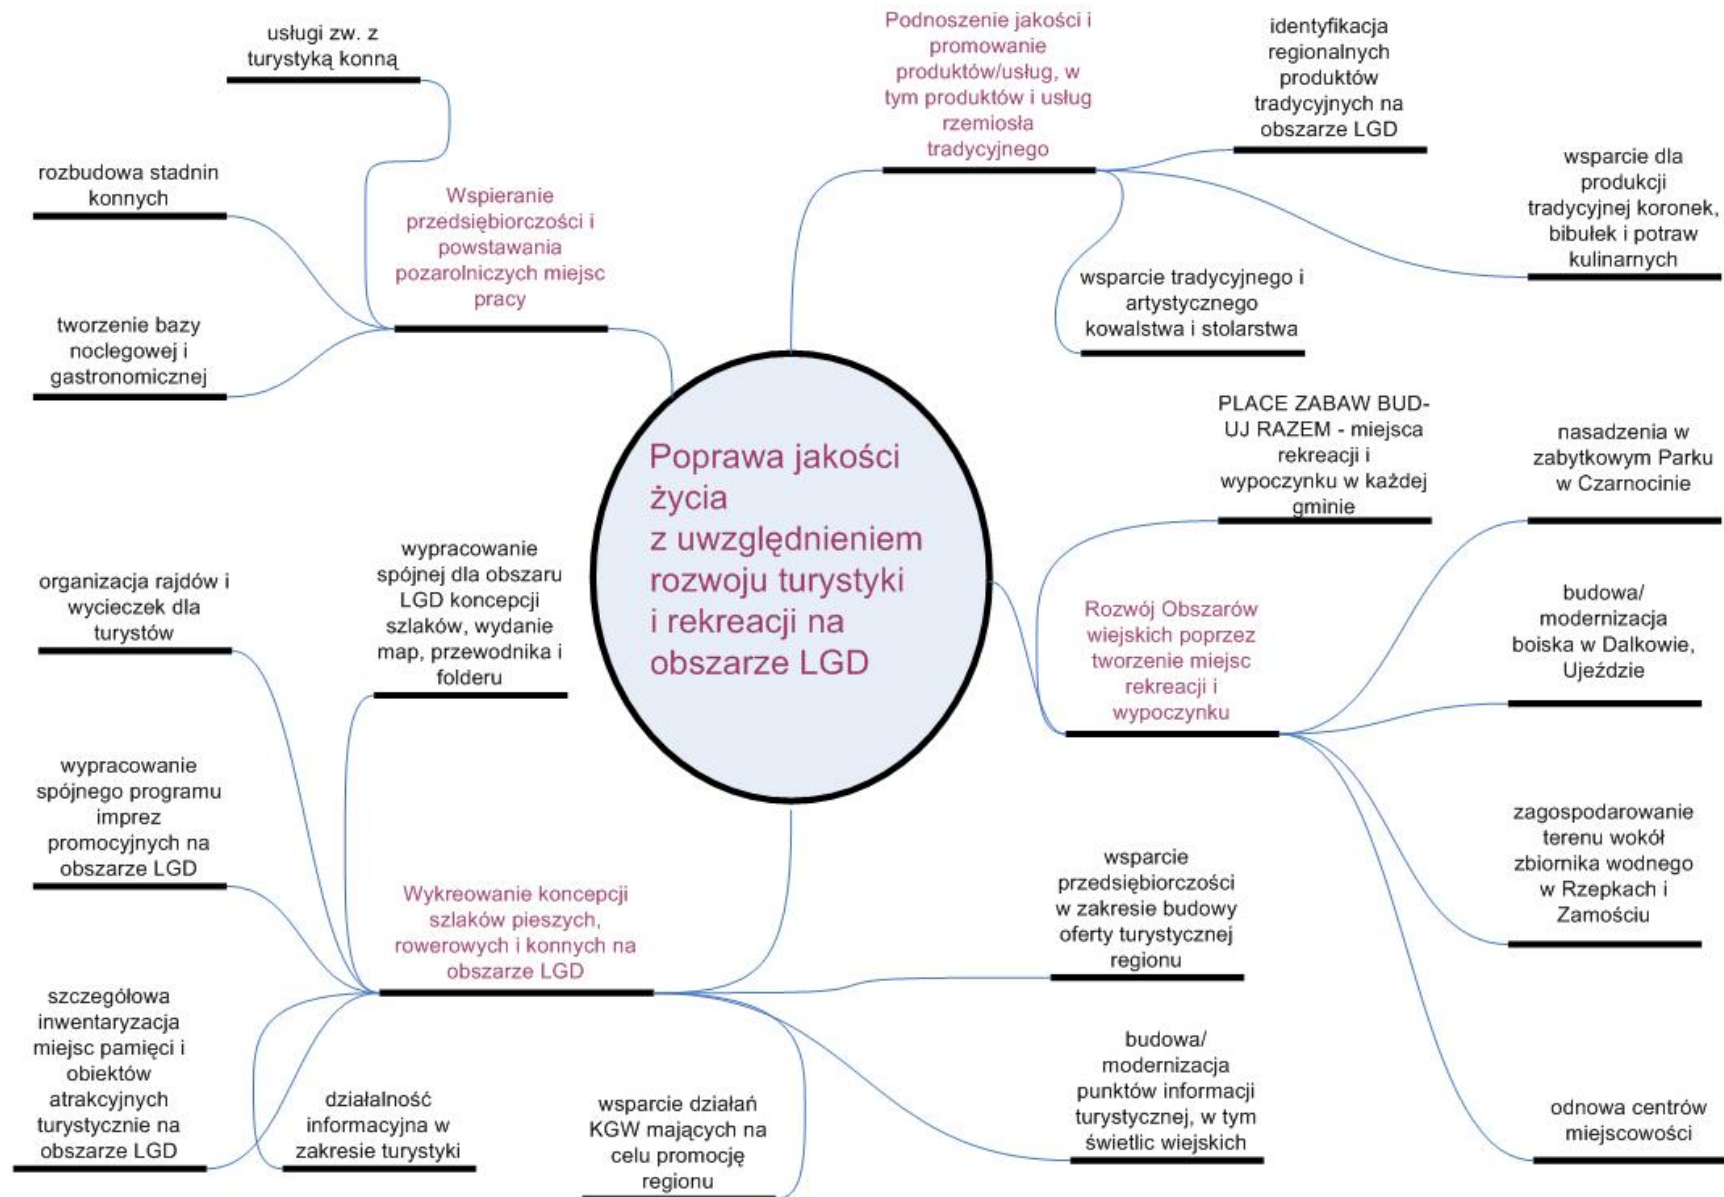 usługi zw. z
turystyką konną
rozbudowa stadnin
konnych
tworzenie bazy
noclegowej i
gastronomicznej
Wspieranie
przedsiębiorczości i
powstawania
pozarolniczych miejsc
pracy
Podnoszenie jakości i
promowanie
produktów/usług, w
tym produktów i usług
rzemiosła
tradycyjnego
identyfikacja
regionalnych
produktów
tradycyjnych na
obszarze LGD
wsparcie dla
produkcji
tradycyjnej koronek,
bibułek i potraw
kulinarnych
wsparcie tradycyjnego i
artystycznego
kowalstwa i stolarstwa
Poprawa jakości
życia
z uwzględnieniem
rozwoju turystyki
i rekreacji na
obszarze LGD
PLACE ZABAW BUD-
UJ RAZEM - miejsca
rekreacji i
wypoczynku w każdej
gminie
nasadzenia w
zabytkowym Parku
w Czarnocinie
budowa/
modernizacja
boiska w Dalkowie,
Ujeździe
Rozwój Obszarów
wiejskich poprzez
tworzenie miejsc
rekreacji i
wypoczynku
zagospodarowanie
terenu wokół
zbiornika wodnego
w Rzepkach i
Zamościu
odnowa centrów
miejscowości
organizacja rajdów i
wycieczek dla
turystów
wypracowanie
spójnej dla obszaru
LGD koncepcji
szlaków, wydanie
map, przewodnika i
folderu
wypracowanie
spójnego programu
imprez
promocyjnych na
obszarze LGD
Wykreowanie koncepcji
szlaków pieszych,
rowerowych i konnych na
obszarze LGD
szczegółowa
inwentaryzacja
miejsc pamięci i
obiektów
atrakcyjnych
turystycznie na
obszarze LGD
działalność
informacyjna w
zakresie turystyki
wsparcie działań
KGW mających na
celu promocję
regionu
wsparcie
przedsiębiorczości
w zakresie budowy
oferty turystycznej
regionu
budowa/
modernizacja
punktów informacji
turystycznej, w tym
świetlic wiejskich